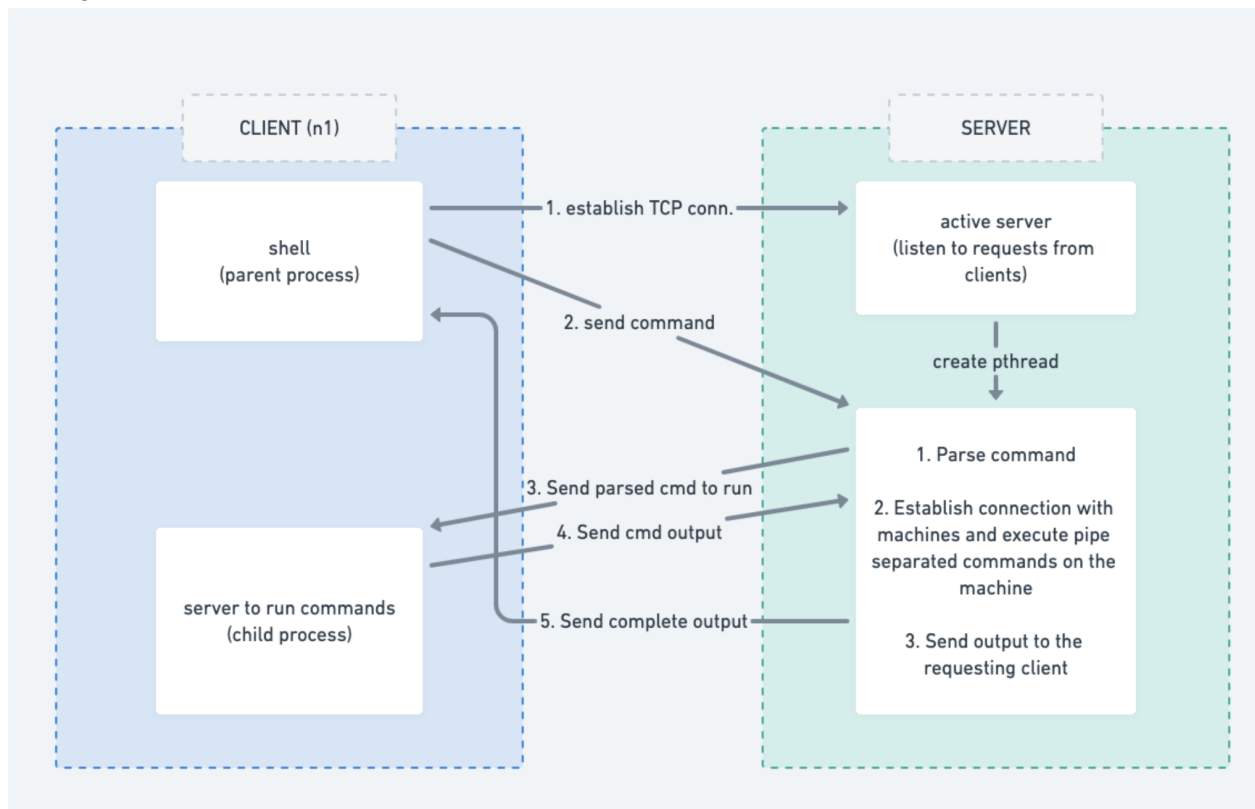 CLIENT (n1)
SERVER
shell
(parent process)
1. establish TCP conn.
active server
(listen to requests from
clients)
2. send command
create pthread
1. Parse command
3. Send parsed cmd to run
2. Establish connection with
machines and execute pipe
separated commands on the
machine
4. Send cmd output
server to run commands
(child process)
5. Send complete output
3. Send output to the
requesting client